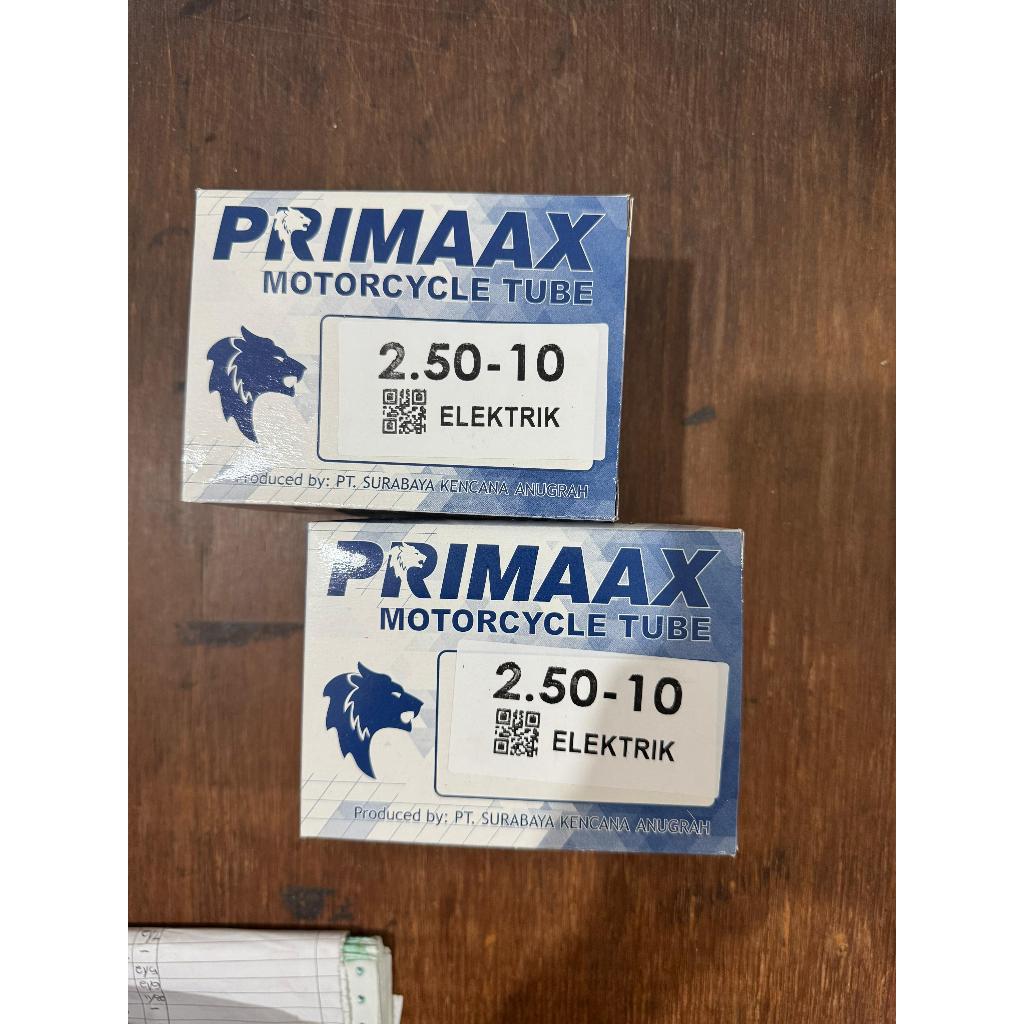 PRIMAAX
MOTORCYCLE TUBE
2.50-10
ELEKTRIK
Produced by: PT. SURABAYA KENCANA ANUGRAH
PRIMAAX
MOTORCYCLE TUBE
2.50-10
ELEKTRIK
Produced by: PT. SURABAYA KENCANA ANUGRAH